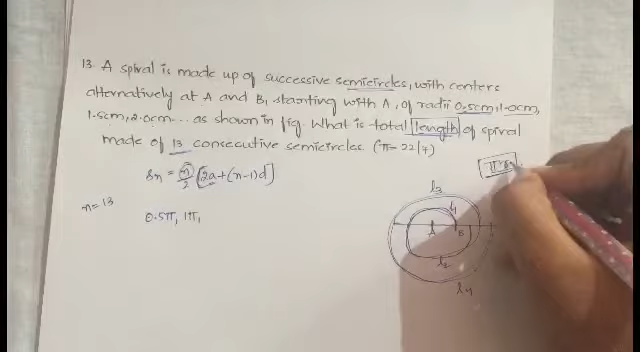 13. A spiral is made up of successive semicircles, with centers
alternatively at A and B, starting with A, of radii 0.5cm, 1.0cm,
1.5cm, 2.0cm... as shown in fig. What is total length of spiral
made of 13 consecutive semicircles (π=22/7)
Sn = n/2 [2a+(n-1)d]
n=13
0.5π, 1π,
l3
l1
A
B
l2
l4